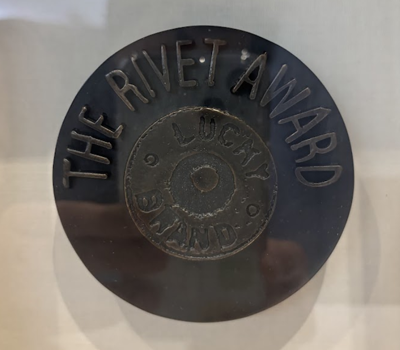 THE RIVET AWARD
LUCKY
BRAND